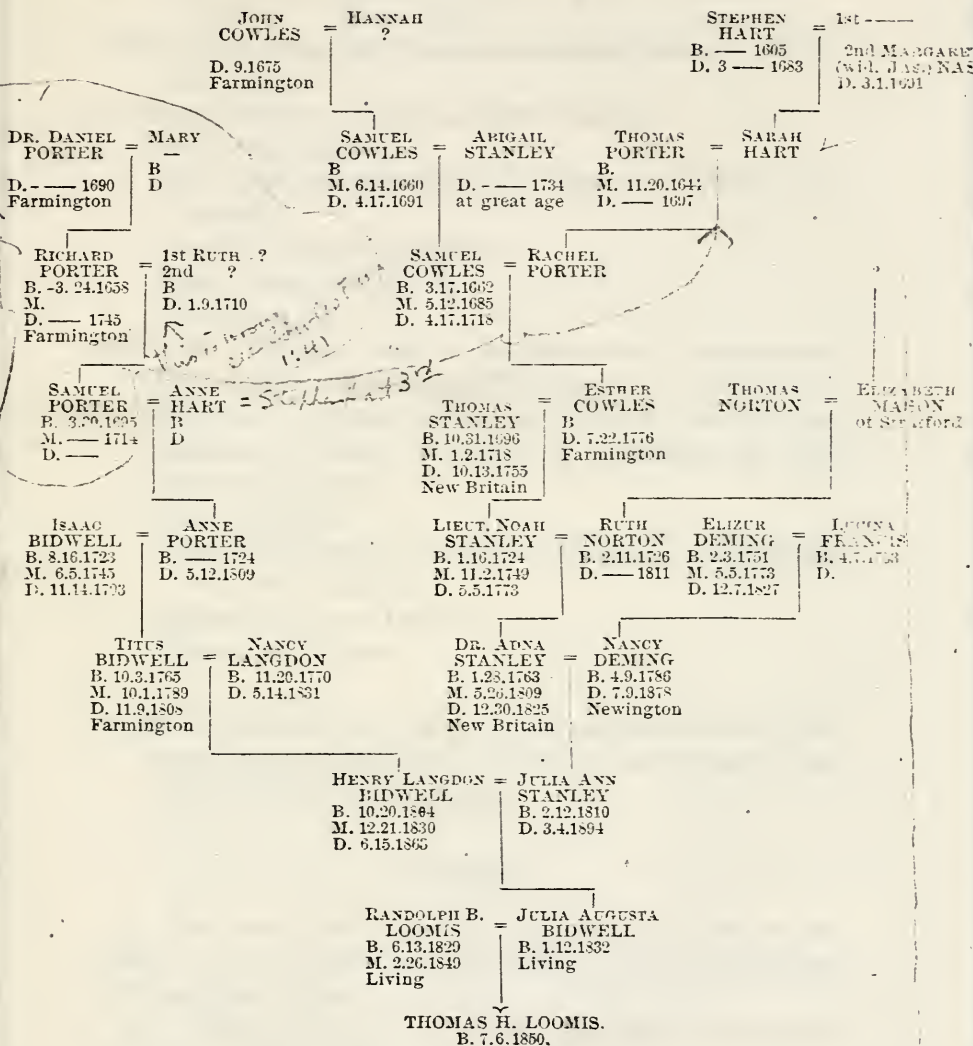 JOHN COWLES = HANNAH ?
D. 9.1675
Farmington
STEPHEN HART = 1st ———
B. —— 1605
D. 3 —— 1683
2nd MARGARET
(wid. Jas.) NAS
D. 3.1.1691
DR. DANIEL PORTER = MARY —
D. - —— 1690
Farmington
B
D
SAMUEL COWLES = ABIGAIL STANLEY
B
M. 6.14.1660
D. 4.17.1691
D. - —— 1734
at great age
THOMAS PORTER = SARAH HART
B.
M. 11.20.1644
D. —— 1697
RICHARD PORTER = 1st RUTH ?
2nd ?
B. -3. 24.1658
M.
D. —— 1745
Farmington
B
D. 1.9.1710
This is wrong
SAMUEL COWLES = RACHEL PORTER
B. 3.17.1662
M. 5.12.1685
D. 4.17.1718
SAMUEL PORTER = ANNE HART = Stephen 3rd
M. —— 1714
D. ——
B
D
THOMAS STANLEY = ESTHER COWLES
B. 10.31.1696
M. 1.2.1718
D. 10.13.1755
New Britain
B
D. 7.22.1776
Farmington
THOMAS NORTON = ELIZABETH MASON
of
ISAAC BIDWELL = ANNE PORTER
B. 8.16.1723
M. 6.5.1745
D. 11.14.1793
B. —— 1724
D. 5.12.1809
LIEUT. NOAH STANLEY = RUTH NORTON
B. 1.16.1724
M. 11.2.1749
D. 5.5.1773
B. 2.11.1726
D. —— 1811
ELIZUR DEMING = LUCINA FRANCIS
B. 2.3.1751
M. 5.5.1773
D. 12.7.1827
D.
TITUS BIDWELL = NANCY LANGDON
B. 10.3.1765
M. 10.1.1789
D. 11.9.1808
Farmington
B. 11.20.1770
D. 5.14.1831
DR. ADNA STANLEY = NANCY DEMING
B. 1.28.1763
M. 5.26.1809
D. 12.30.1825
New Britain
B. 4.9.1786
D. 7.9.1878
Newington
HENRY LANGDON BIDWELL = JULIA ANN STANLEY
B. 10.20.1804
M. 12.21.1830
D. 6.15.1865
B. 2.12.1810
D. 3.4.1894
RANDOLPH B. LOOMIS = JULIA AUGUSTA BIDWELL
B. 6.13.1829
M. 2.26.1849
Living
B. 1.12.1832
Living
THOMAS H. LOOMIS.
B. 7.6.1850.